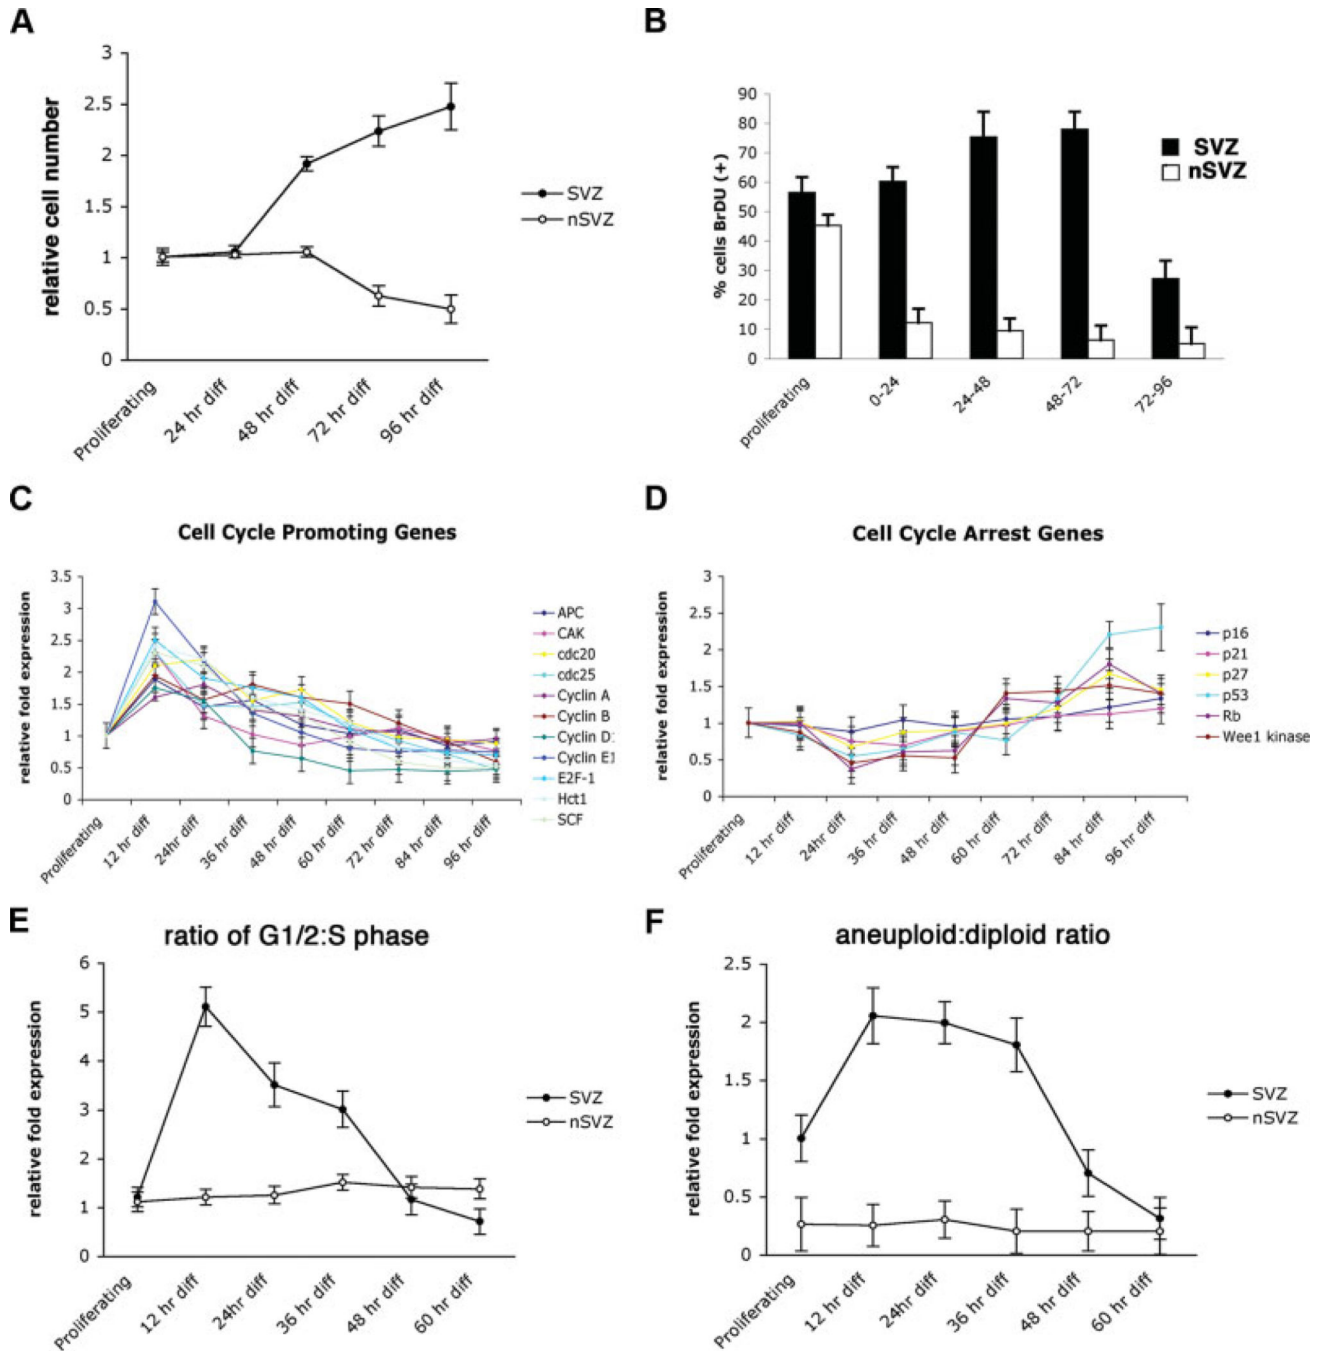 A
3
2.5
2
1.5
1
0.5
0
relative cell number
Proliferating
24 hr diff
48 hr diff
72 hr diff
96 hr diff
SVZ
nSVZ
B
90
80
70
60
50
40
30
20
10
0
% cells BrDU (+)
proliferating
0-24
24-48
48-72
72-96
SVZ
nSVZ
C
Cell Cycle Promoting Genes
3.5
3
2.5
2
1.5
1
0.5
0
relative fold expression
Proliferating
12 hr diff
24hr diff
36 hr diff
48 hr diff
60 hr diff
72 hr diff
84 hr diff
96 hr diff
APC
CAK
cdc20
cdc25
Cyclin A
Cyclin B
Cyclin D1
Cyclin E1
E2F-1
Hct1
SCF
D
Cell Cycle Arrest Genes
3
2.5
2
1.5
1
0.5
0
relative fold expression
Proliferating
12 hr diff
24hr diff
36 hr diff
48 hr diff
60 hr diff
72 hr diff
84 hr diff
96 hr diff
p16
p21
p27
p53
Rb
Wee1 kinase
E
ratio of G1/2:S phase
6
5
4
3
2
1
0
relative fold expression
Proliferating
12 hr diff
24hr diff
36 hr diff
48 hr diff
60 hr diff
SVZ
nSVZ
F
aneuploid:diploid ratio
2.5
2
1.5
1
0.5
0
relative fold expression
Proliferating
12 hr diff
24hr diff
36 hr diff
48 hr diff
60 hr diff
SVZ
nSVZ